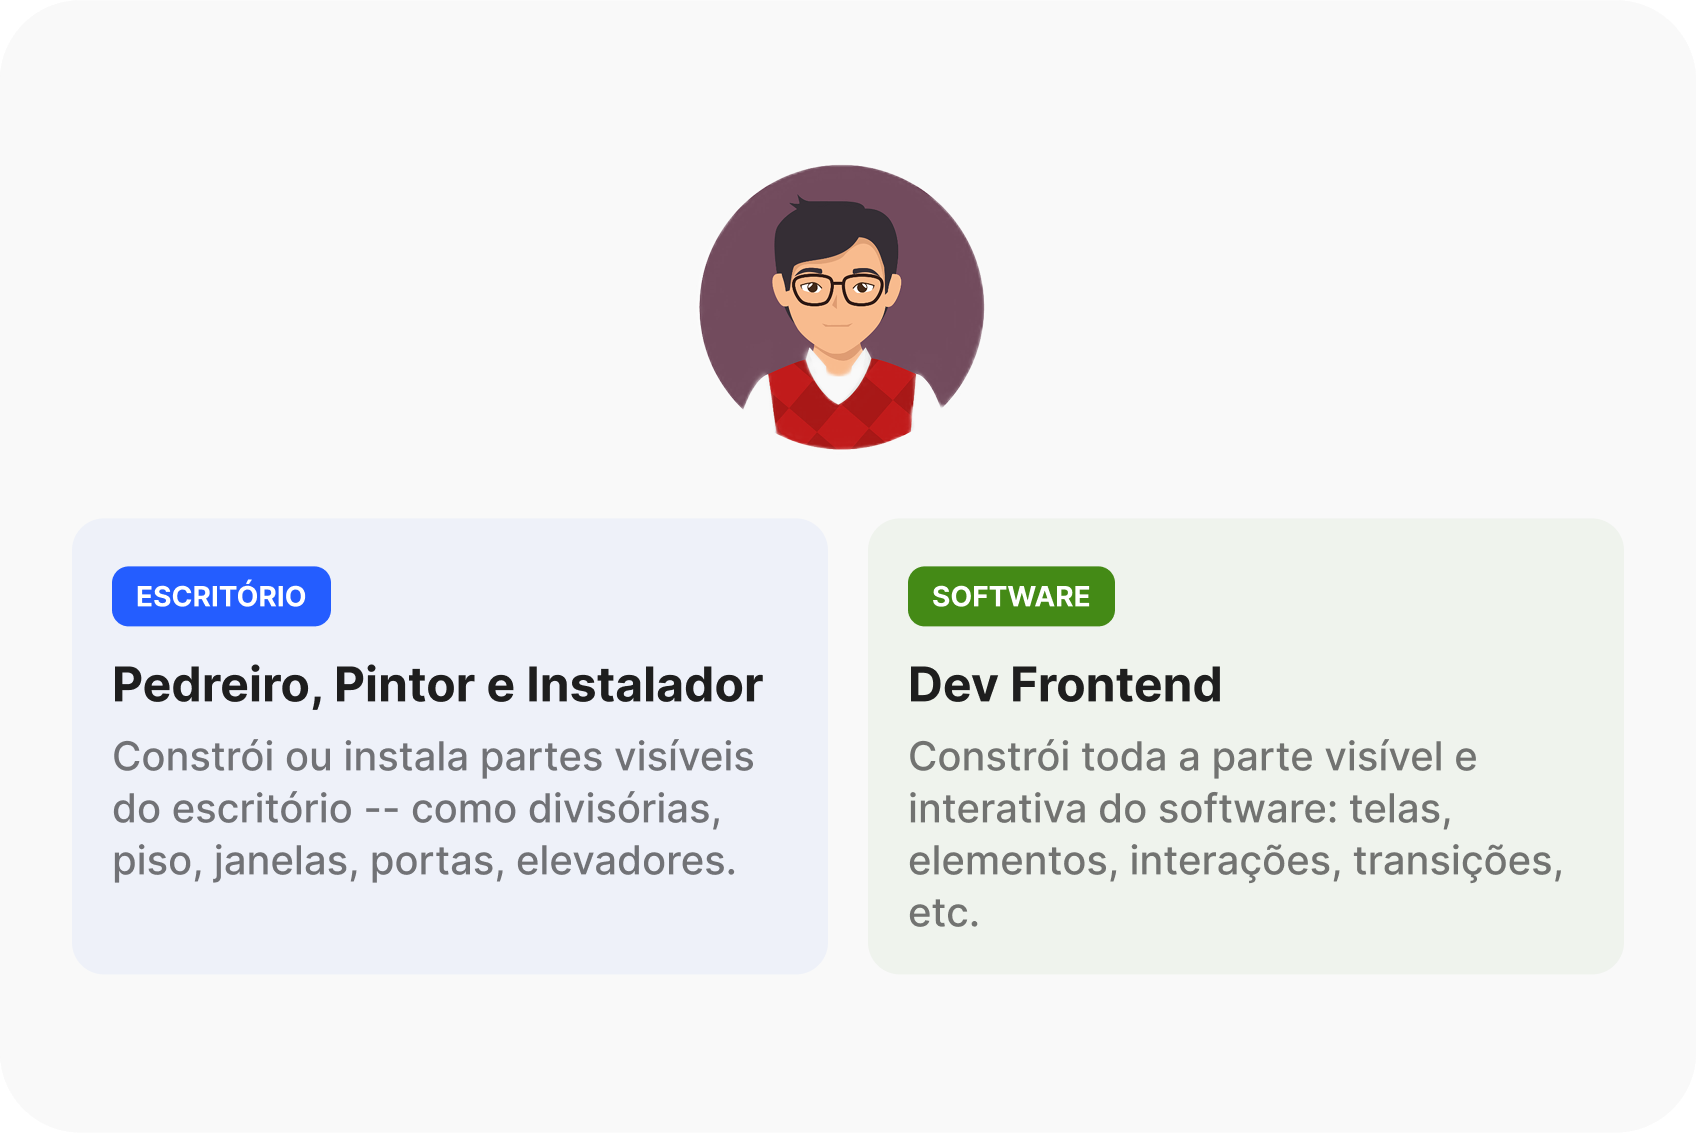 ESCRITÓRIO
Pedreiro, Pintor e Instalador
Constrói ou instala partes visíveis
do escritório -- como divisórias,
piso, janelas, portas, elevadores.
SOFTWARE
Dev Frontend
Constrói toda a parte visível e
interativa do software: telas,
elementos, interações, transições,
etc.